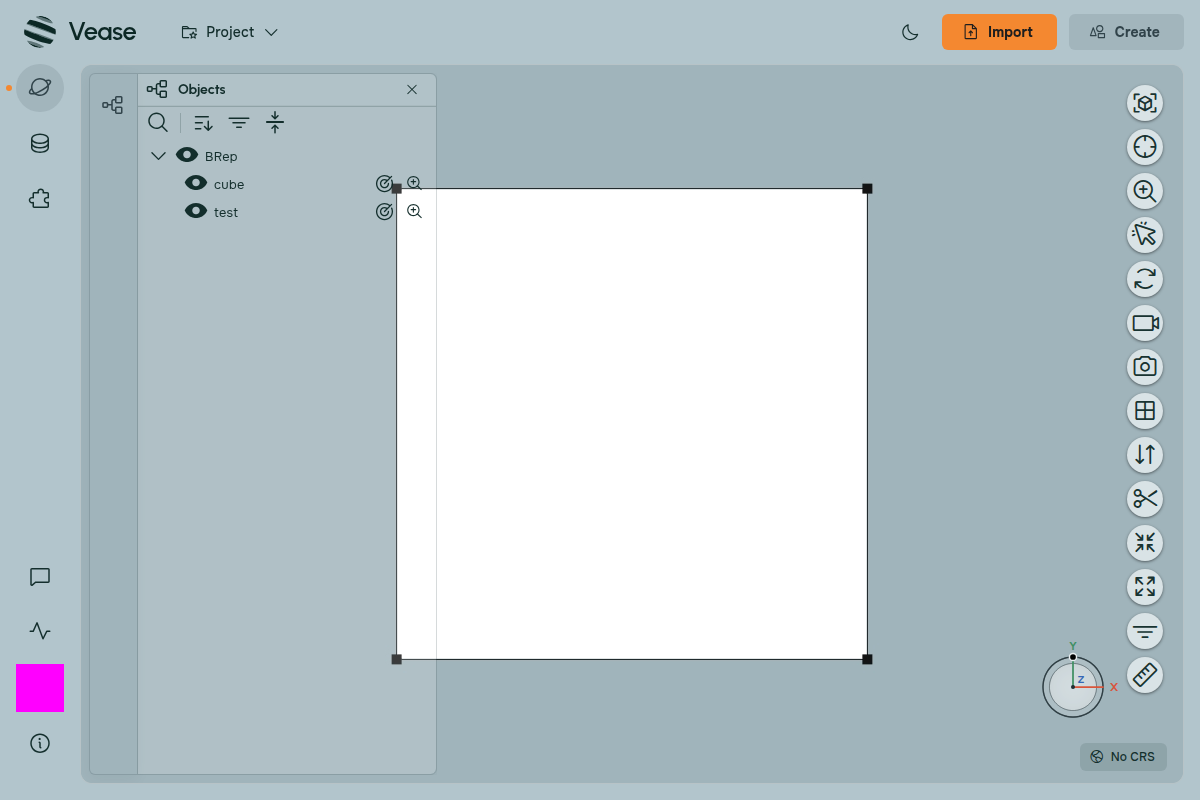 Vease
Project
Import
Create
Objects
BRep
cube
test
Y
Z
X
No CRS